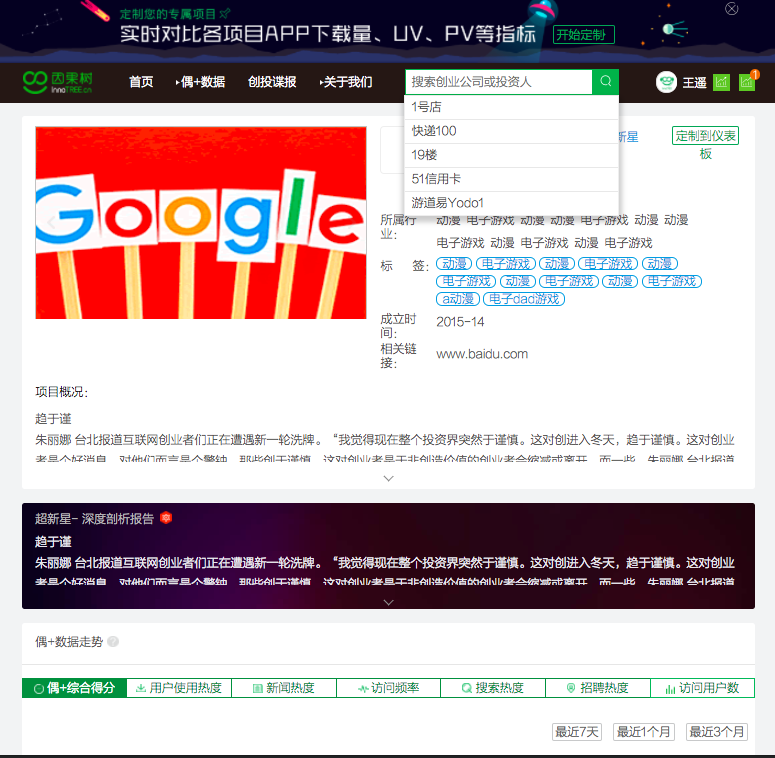 定制您的专属项目
实时对比各项目APP下载量、UV、PV等指标 开始定制
因果树 innoTREE.cn 首页 偶+数据 创投谍报 关于我们 搜索创业公司或投资人 王遥 1
1号店
快递100
19楼
51信用卡
游道易Yodo1
新星 定制到仪表板
Google
所属行业: 动漫 电子游戏 动漫 动漫 电子游戏 动漫 动漫
电子游戏 动漫 电子游戏 动漫 电子游戏
标 签: 动漫 电子游戏 动漫 电子游戏 动漫
电子游戏 动漫 电子游戏 动漫 电子游戏
a动漫 电子dad游戏
成立时间: 2015-14
相关链接: www.baidu.com
项目概况:
趋于谨
朱丽娜 台北报道互联网创业者们正在遭遇新一轮洗牌。“我觉得现在整个投资界突然于谨慎。这对创进入冬天，趋于谨慎。这对创业
者是个好消息，对他们而言是个警钟，那些创于谨慎，这对创业者是于非创造价值的创业者会缩减或离开，而一些，朱丽娜 台北报道
超新星- 深度剖析报告
趋于谨
朱丽娜 台北报道互联网创业者们正在遭遇新一轮洗牌。“我觉得现在整个投资界突然于谨慎。这对创进入冬天，趋于谨慎。这对创业
者是个好消息，对他们而言是个警钟，那些创于谨慎，这对创业者是于非创造价值的创业者会缩减或离开，而一些，朱丽娜 台北报道
偶+数据走势 ?
偶+综合得分 用户使用热度 新闻热度 访问频率 搜索热度 招聘热度 访问用户数
最近7天 最近1个月 最近3个月